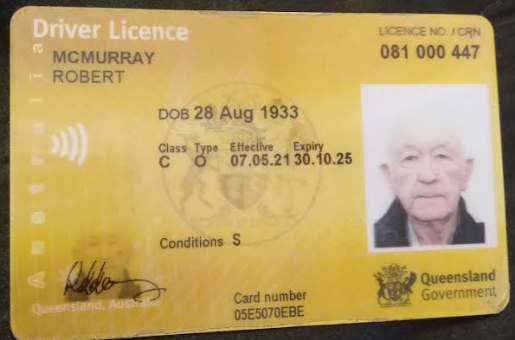 Driver Licence
MCMURRAY
ROBERT
LICENCE NO. / CRN
081 000 447
DOB 28 Aug 1933
Class Type Effective Expiry
C O 07.05.21 30.10.25
Conditions S
Australia
Queensland, Australia
Card number
05E5070EBE
Queensland
Government